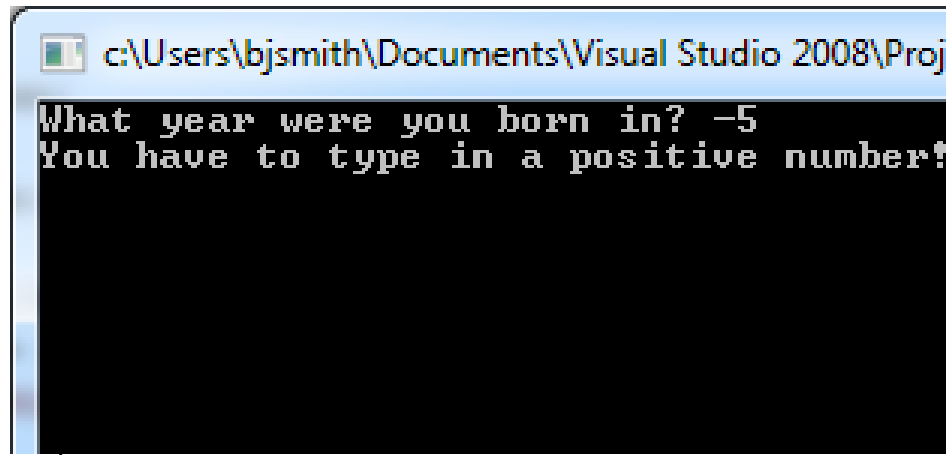 c:\Users\bjsmith\Documents\Visual Studio 2008\Proj
What year were you born in? -5
You have to type in a positive number!